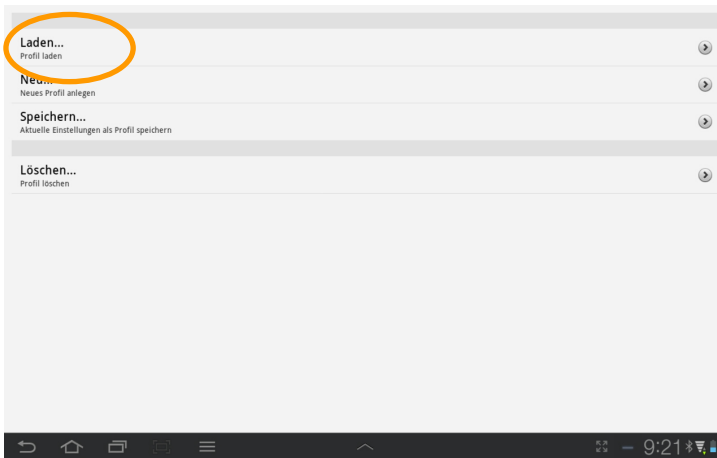 Laden...
Profil laden
Neu...
Neues Profil anlegen
Speichern...
Aktuelle Einstellungen als Profil speichern
Löschen...
Profil löschen
9:21